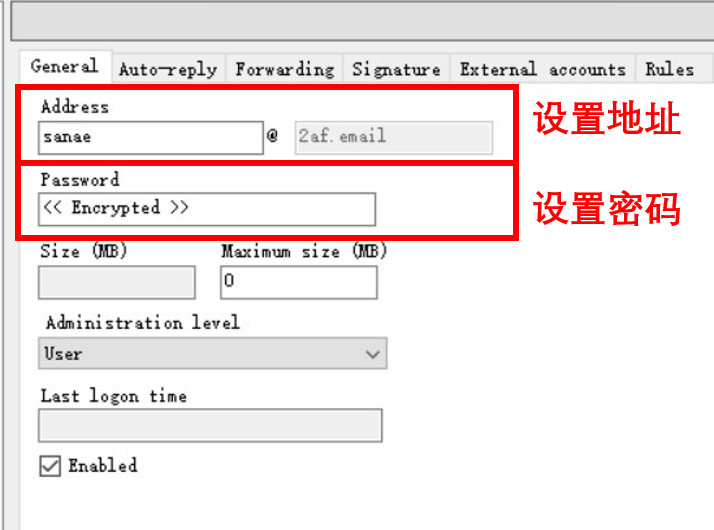 General Auto-reply Forwarding Signature External accounts Rules
Address
sanae @ 2af.email
设置地址
Password
<< Encrypted >>
设置密码
Size (MB) Maximum size (MB)
0
Administration level
User
Last logon time
Enabled